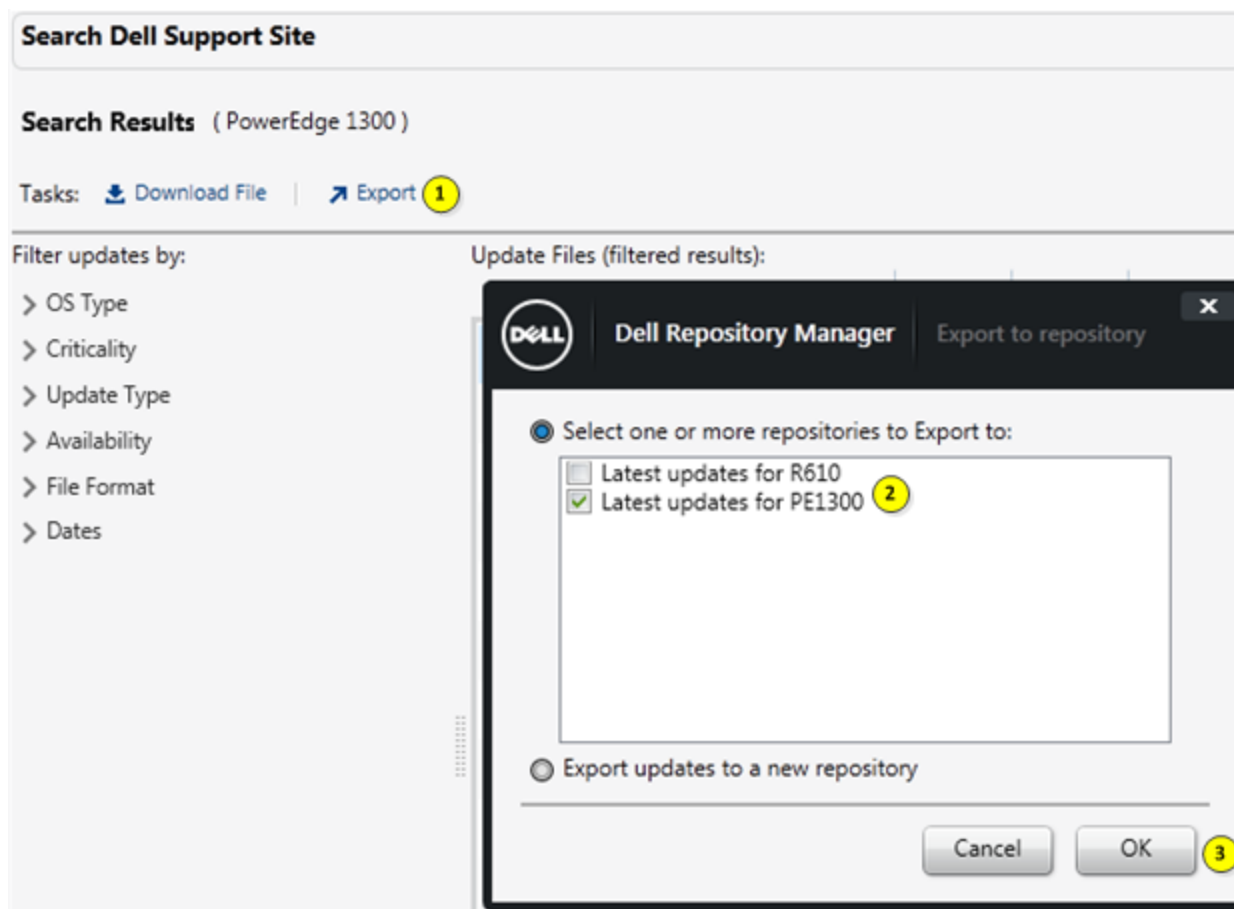 Search Dell Support Site
Search Results ( PowerEdge 1300 )
Tasks: Download File | Export 1
Filter updates by:
OS Type
Criticality
Update Type
Availability
File Format
Dates
Update Files (filtered results):
DELL Dell Repository Manager Export to repository X
Select one or more repositories to Export to:
Latest updates for R610
Latest updates for PE1300 2
Export updates to a new repository
Cancel OK 3